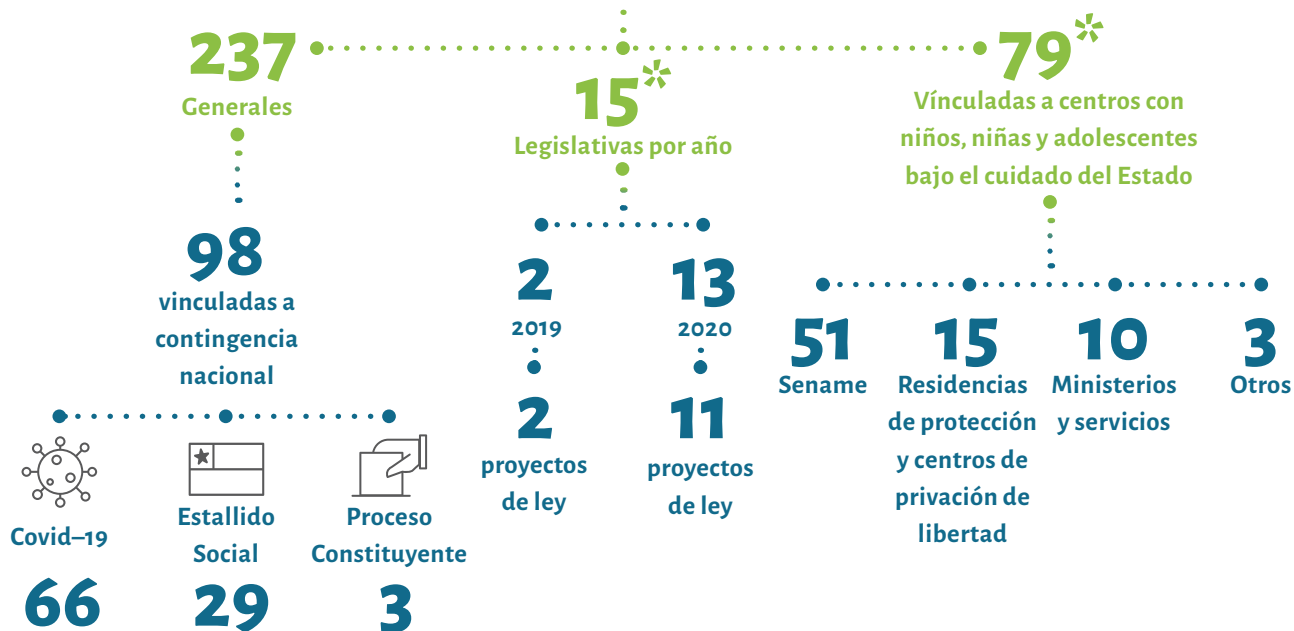 237
Generales
98
vinculadas a
contingencia
nacional
Covid–19
66
Estallido
Social
29
Proceso
Constituyente
3
15*
Legislativas por año
2
2019
2
proyectos
de ley
13
2020
11
proyectos
de ley
79*
Vínculadas a centros con
niños, niñas y adolescentes
bajo el cuidado del Estado
51
Sename
15
Residencias
de protección
y centros de
privación de
libertad
10
Ministerios
y servicios
3
Otros